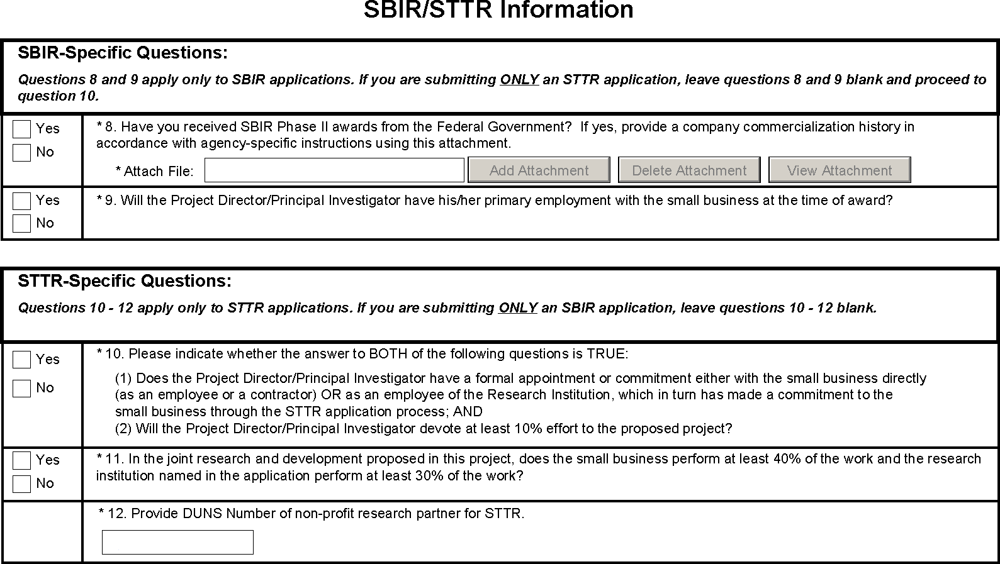 SBIR/STTR Information
SBIR-Specific Questions:
Questions 8 and 9 apply only to SBIR applications. If you are submitting ONLY an STTR application, leave questions 8 and 9 blank and proceed to
question 10.
Yes
No
* 8. Have you received SBIR Phase II awards from the Federal Government?  If yes, provide a company commercialization history in
accordance with agency-specific instructions using this attachment.
* Attach File: Add Attachment Delete Attachment View Attachment
Yes
No
* 9. Will the Project Director/Principal Investigator have his/her primary employment with the small business at the time of award?
STTR-Specific Questions:
Questions 10 - 12 apply only to STTR applications. If you are submitting ONLY an SBIR application, leave questions 10 - 12 blank.
Yes
No
* 10. Please indicate whether the answer to BOTH of the following questions is TRUE:
(1) Does the Project Director/Principal Investigator have a formal appointment or commitment either with the small business directly
(as an employee or a contractor) OR as an employee of the Research Institution, which in turn has made a commitment to the
small business through the STTR application process; AND
(2) Will the Project Director/Principal Investigator devote at least 10% effort to the proposed project?
Yes
No
* 11. In the joint research and development proposed in this project, does the small business perform at least 40% of the work and the research
institution named in the application perform at least 30% of the work?
* 12. Provide DUNS Number of non-profit research partner for STTR.